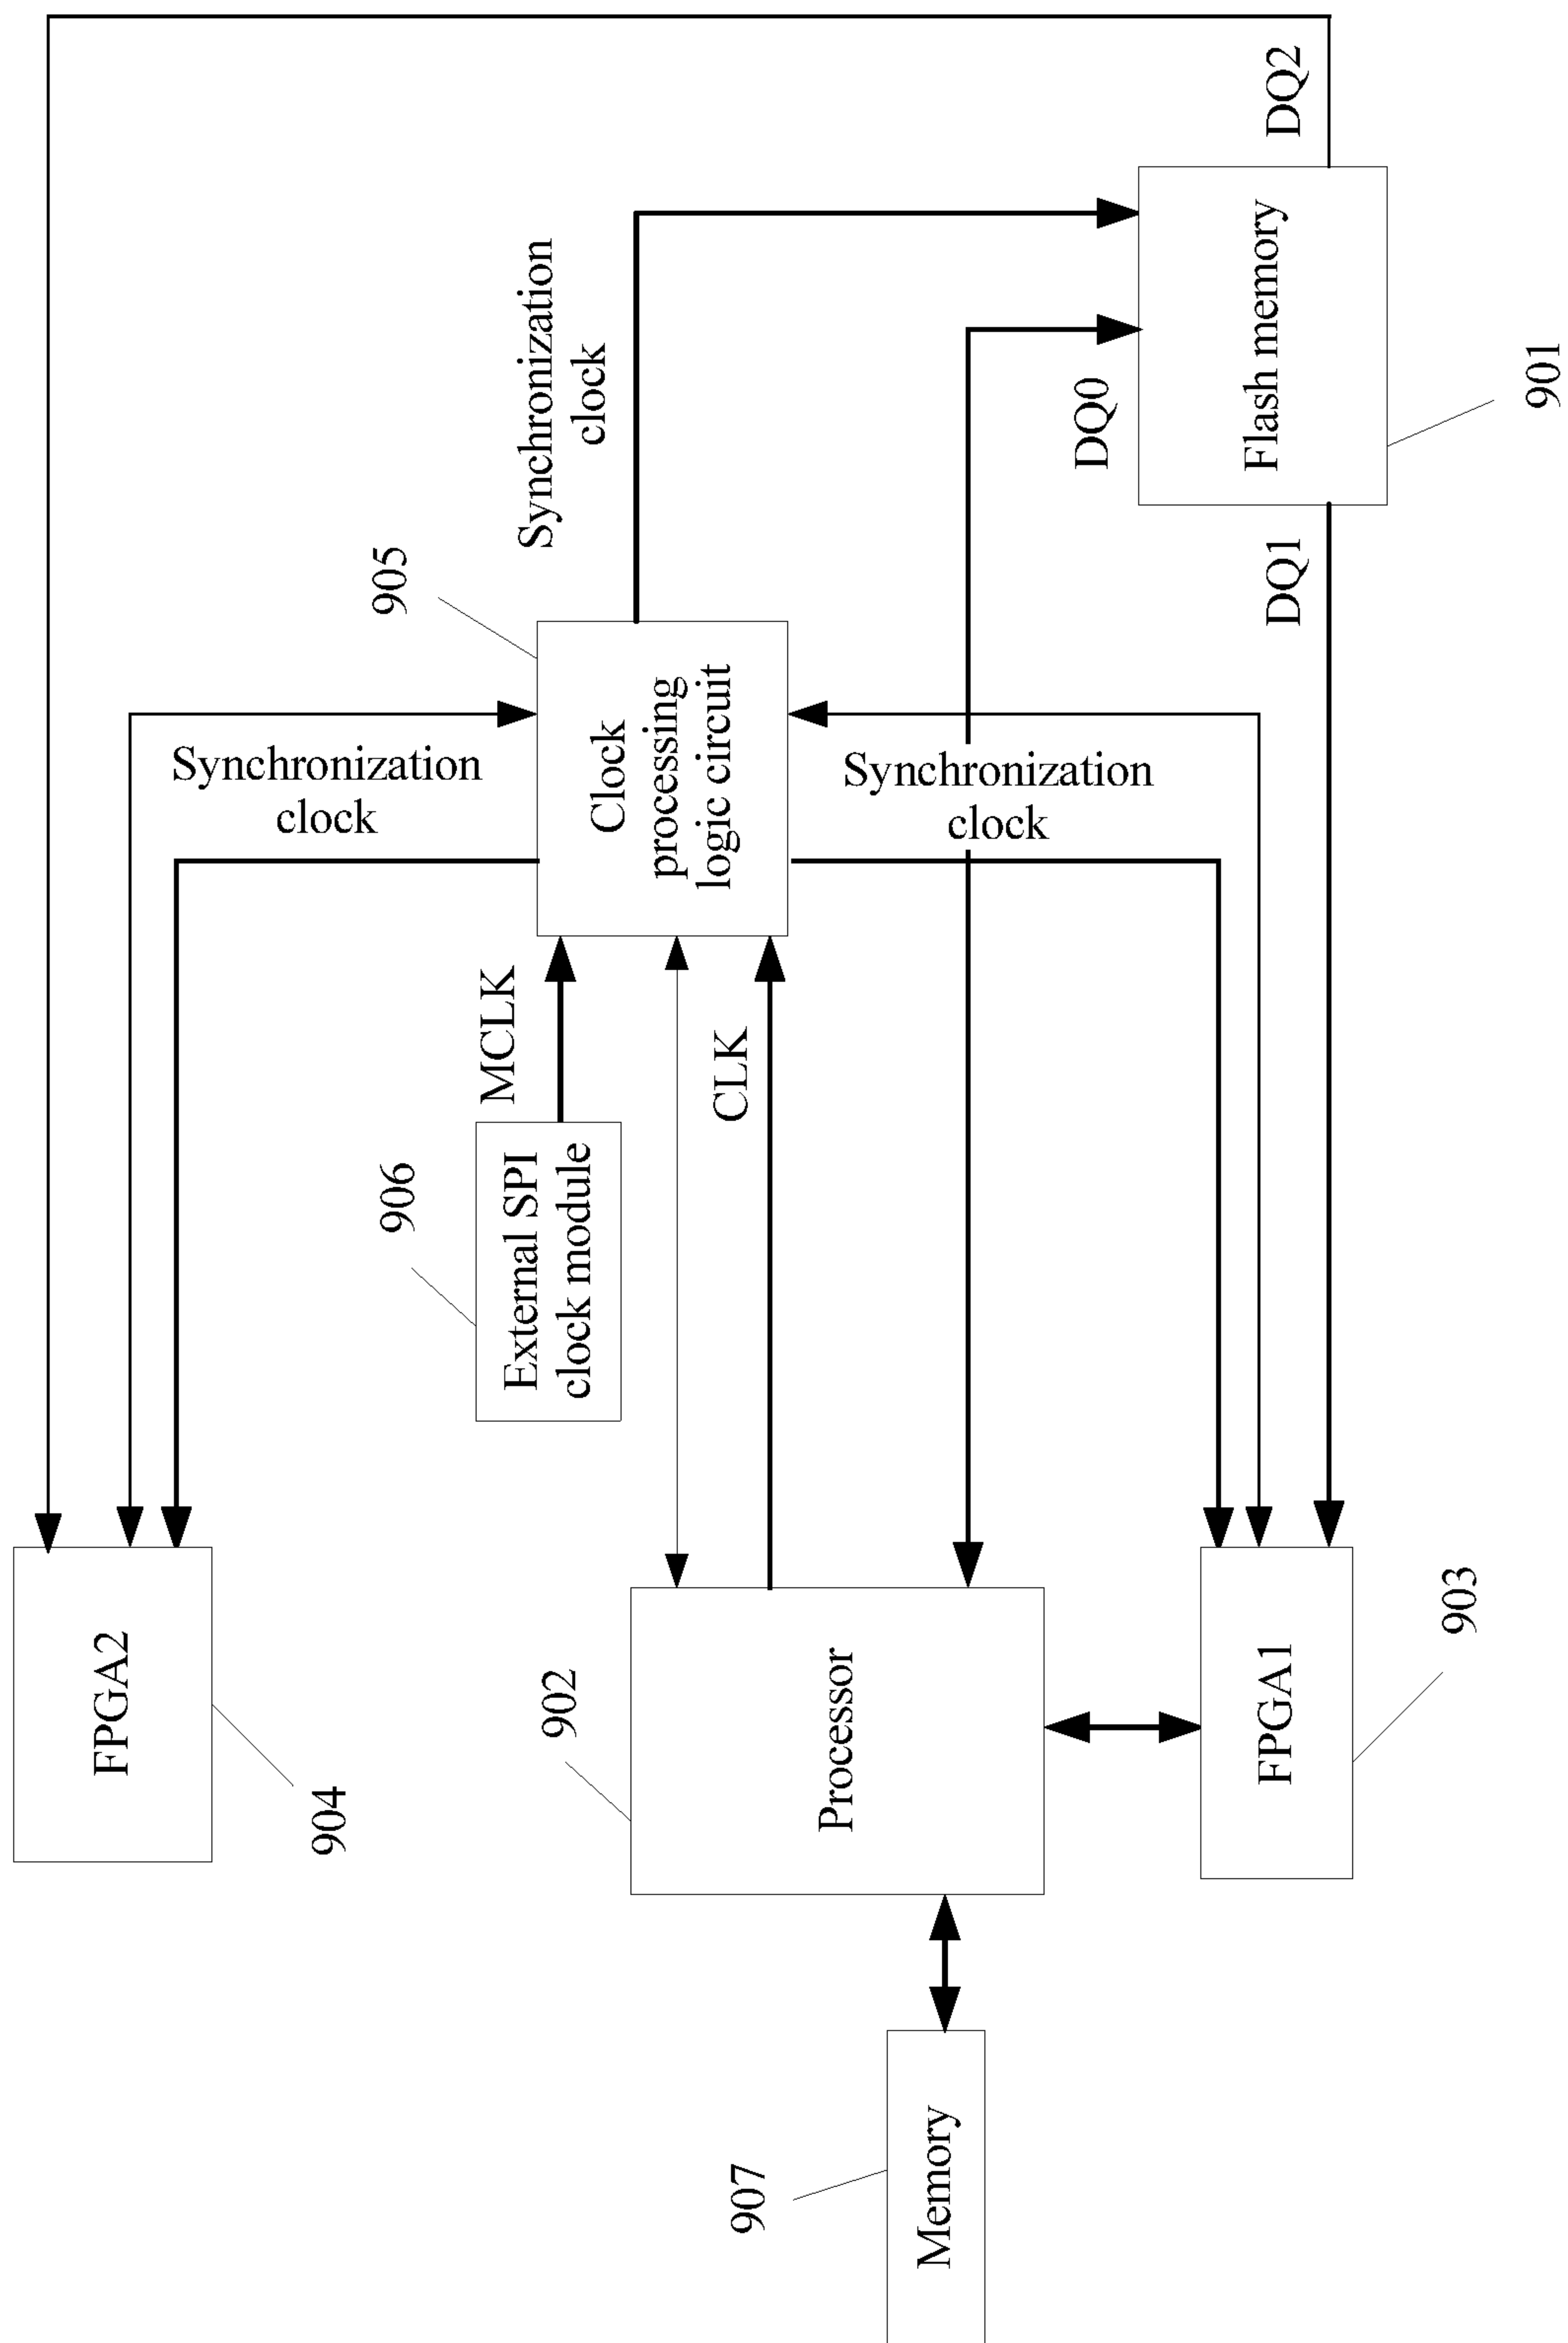 DQ2
Synchronization
clock
905
Synchronization
clock
Clock
processing
logic circuit
Synchronization
clock
DQ0
Flash memory
901
DQ1
MCLK
CLK
906
External SPI
clock module
FPGA2
904
902
Processor
FPGA1
903
907
Memory